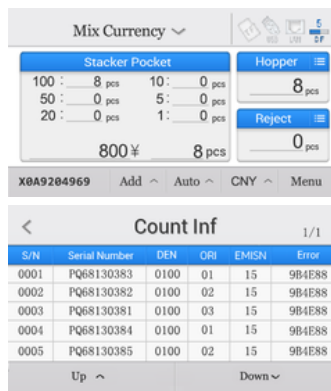 Mix Currency
5
Stacker Pocket
Hopper
100 : 8 pcs 10 : 0 pcs
8 pcs
50 : 0 pcs 5 : 0 pcs
20 : 0 pcs 1 : 0 pcs
Reject
0 pcs
800 ¥ 8 pcs
X0A9204969 Add Auto CNY Menu
< Count Inf 1/1
S/N Serial Number DEN ORI EMISN Error
0001 PQ68130383 0100 01 15 9B4E88
0002 PQ68130382 0100 02 15 9B4E88
0003 PQ68130381 0100 03 15 9B4E88
0004 PQ68130384 0100 01 15 9B4E88
0005 PQ68130385 0100 02 15 9B4E88
Up Down